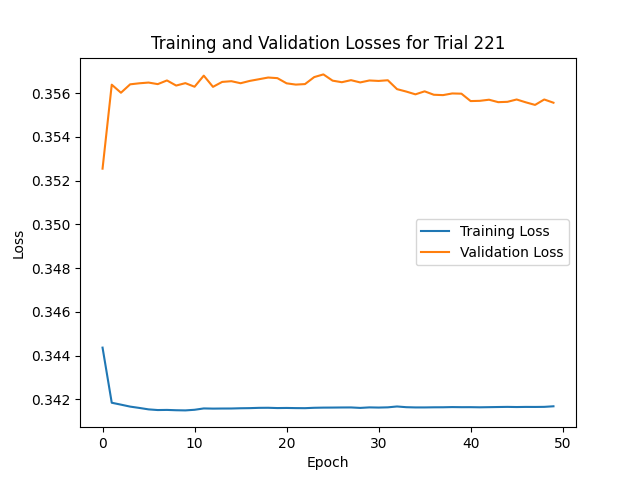 Training and Validation Losses for Trial 221
Loss
0.356
0.354
0.352
0.350
0.348
0.346
0.344
0.342
Training Loss
Validation Loss
0
10
20
30
40
50
Epoch